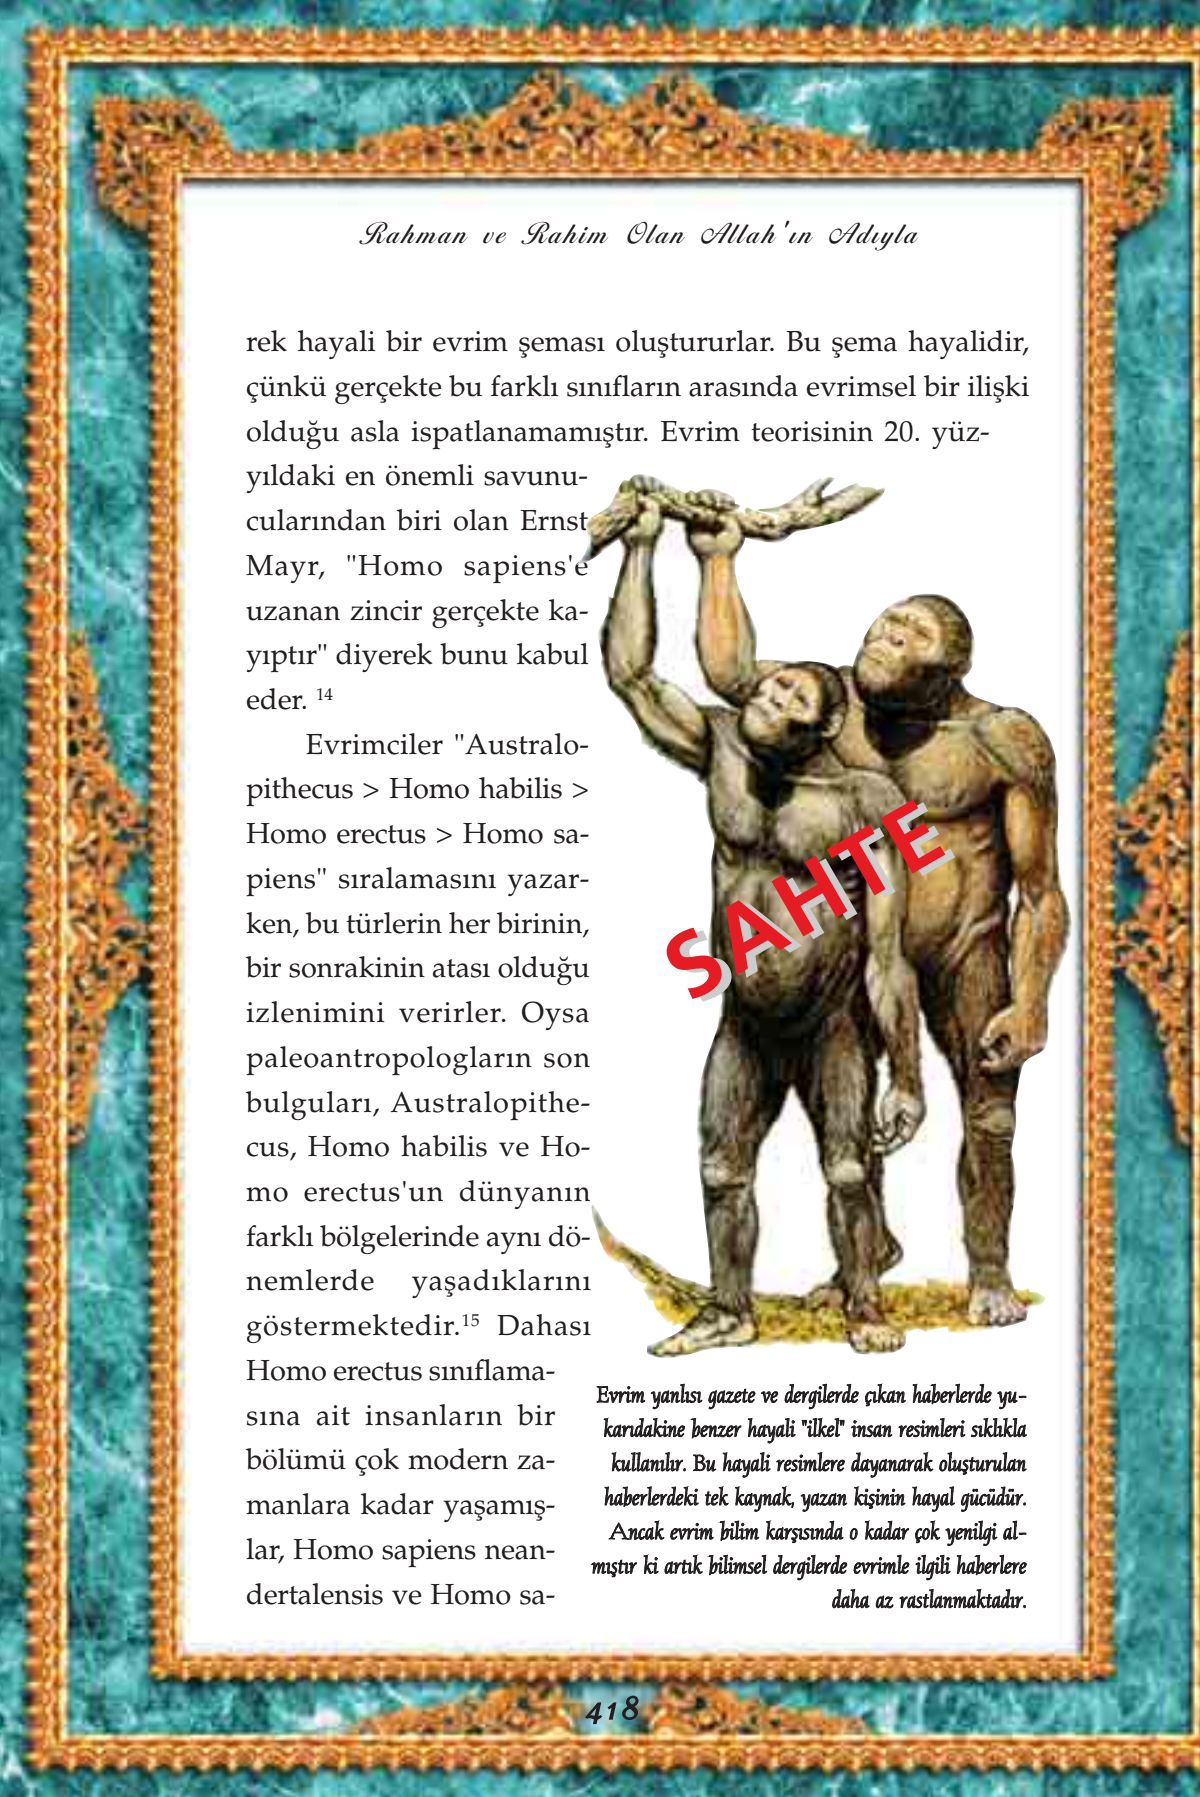 Rahman ve Rahim Olan Allah'ın Adıyla
rek hayali bir evrim şeması oluştururlar. Bu şema hayalidir,
çünkü gerçekte bu farklı sınıfların arasında evrimsel bir ilişki
olduğu asla ispatlanamamıştır. Evrim teorisinin 20. yüz-
yıldaki en önemli savunu-
cularından biri olan Ernst
Mayr, "Homo sapiens'e
uzanan zincir gerçekte ka-
yıptır" diyerek bunu kabul
eder. 14
Evrimciler "Australo-
pithecus > Homo habilis >
Homo erectus > Homo sa-
piens" sıralamasını yazar-
ken, bu türlerin her birinin,
bir sonrakinin atası olduğu
izlenimini verirler. Oysa
paleoantropologların son
bulguları, Australopithe-
cus, Homo habilis ve Ho-
mo erectus'un dünyanın
farklı bölgelerinde aynı dö-
nemlerde yaşadıklarını
göstermektedir.15 Dahası
Homo erectus sınıflama-
sına ait insanların bir
bölümü çok modern za-
manlara kadar yaşamış-
lar, Homo sapiens nean-
dertalensis ve Homo sa-
SAHTE
Evrim yanlısı gazete ve dergilerde çıkan haberlerde yu-
karıdakine benzer hayali "ilkel" insan resimleri sıklıkla
kullanılır. Bu hayali resimlere dayanarak oluşturulan
haberlerdeki tek kaynak, yazan kişinin hayal gücüdür.
Ancak evrim bilim karşısında o kadar çok yenilgi al-
mıştır ki artık bilimsel dergilerde evrimle ilgili haberlere
daha az rastlanmaktadır.
418